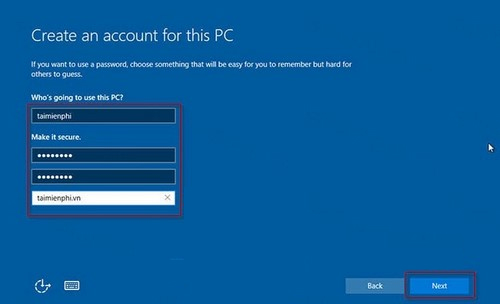 Create an account for this PC
If you want to use a password, choose something that will be easy for you to remember but hard for
others to guess.
Who's going to use this PC?
taimienphi
Make it secure.
••••••••
••••••••
taimienphi.vn
Back Next